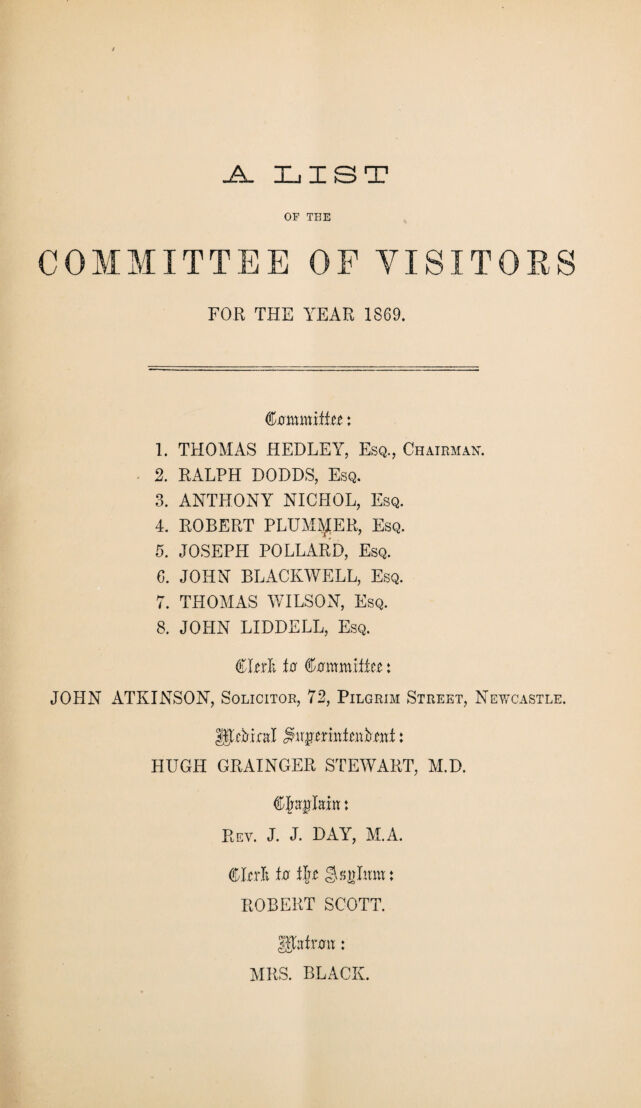 A LIST
OF THE
COMMITTEE OF VISITORS
FOR THE YEAR 1869.
Committee:
1. THOMAS HEDLEY, Esq., Chairman.
2. RALPH DODDS, Esq.
3. ANTHONY NICHOL, Esq.
4. ROBERT PLUMMER, Esq.
5. JOSEPH POLLARD, Esq.
6. JOHN BLACKWELL, Esq.
7. THOMAS WILSON, Esq.
8. JOHN LIDDELL, Esq.
Clerk to Committee:
JOHN ATKINSON, Solicitor, 72, Pilgrim Street, Newcastle.
Medical Superintendent:
HUGH GRAINGER STEWART, M.D.
Chaplain:
Rev. J. J. DAY, M.A.
Clerk to the Asylum:
ROBERT SCOTT.
Matron:
MRS. BLACK.